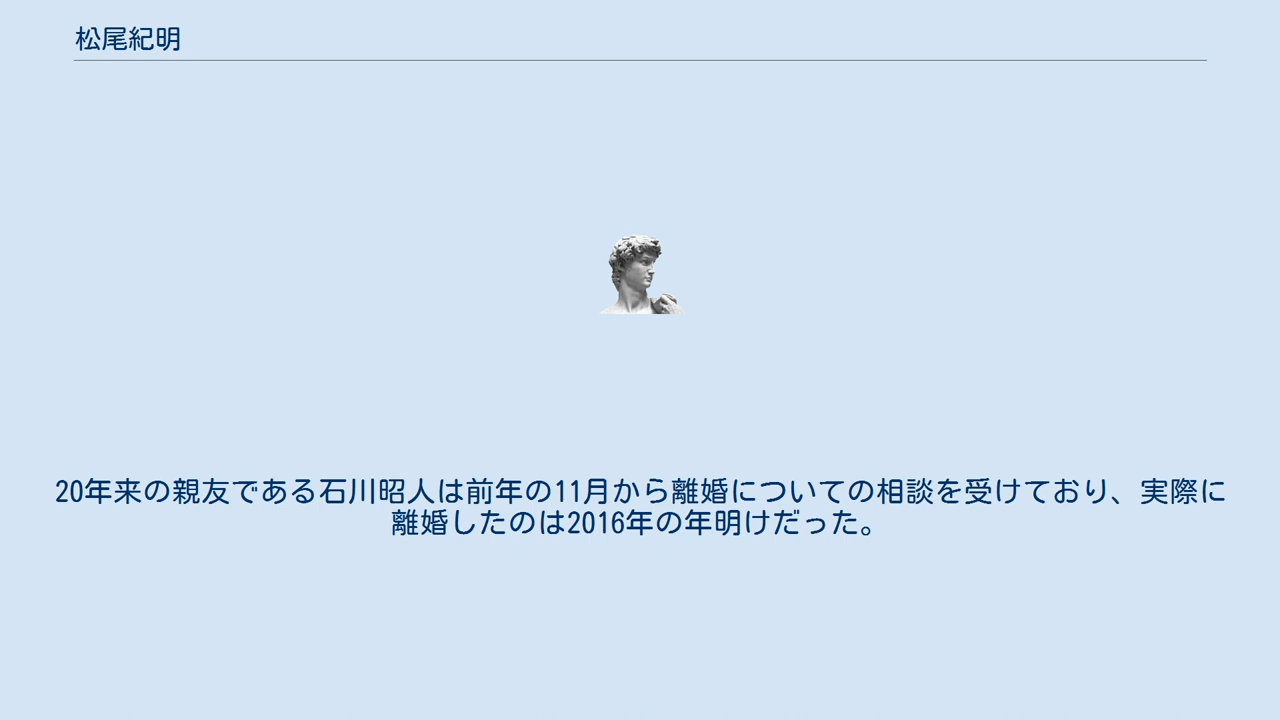 松尾紀明
20年来の親友である石川昭人は前年の11月から離婚についての相談を受けており、実際に
離婚したのは2016年の年明けだった。